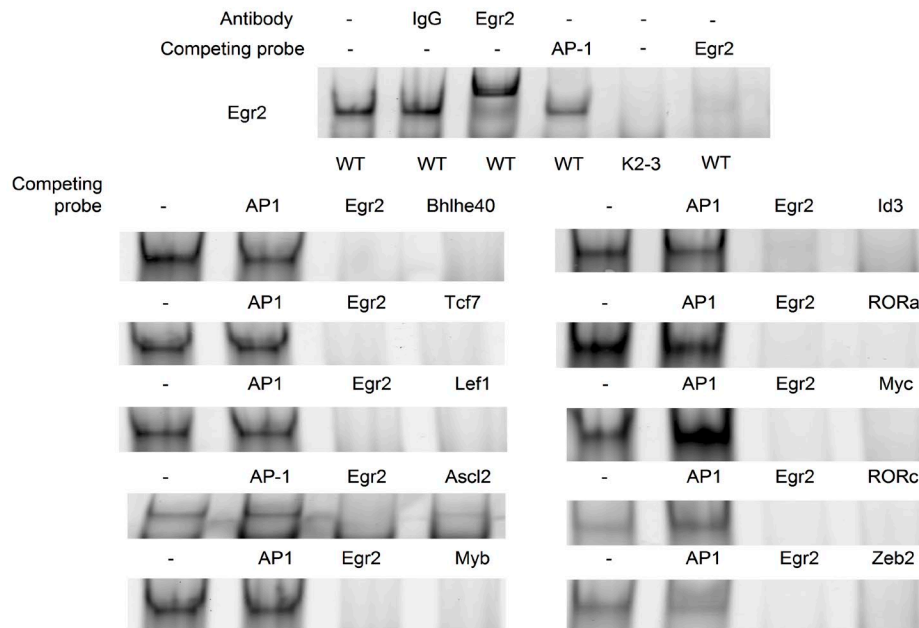 Antibody - IgG Egr2 - - -
Competing probe - - - AP-1 - Egr2
Egr2
WT WT WT WT K2-3 WT
Competing
probe
- AP1 Egr2 Bhlhe40
- AP1 Egr2 Id3
- AP1 Egr2 Tcf7
- AP1 Egr2 RORa
- AP1 Egr2 Lef1
- AP1 Egr2 Myc
- AP-1 Egr2 Ascl2
- AP1 Egr2 RORc
- AP1 Egr2 Myb
- AP1 Egr2 Zeb2